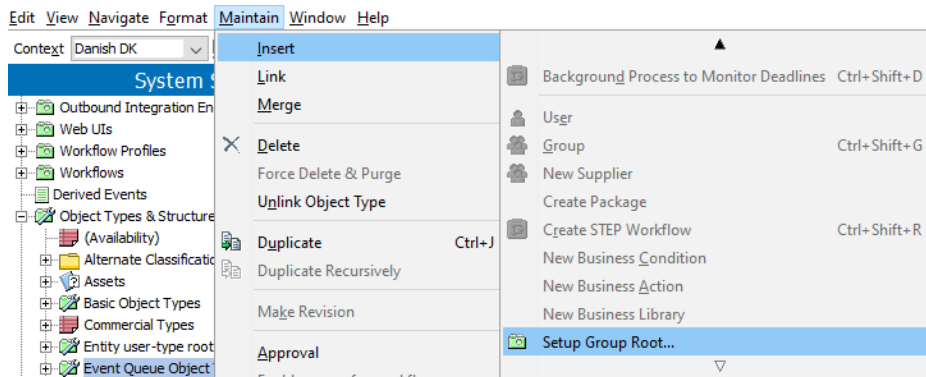 Edit View Navigate Format Maintain Window Help
Context Danish DK
System
Outbound Integration En
Web UIs
Workflow Profiles
Workflows
Derived Events
Object Types & Structure
(Availability)
Alternate Classificatio
Assets
Basic Object Types
Commercial Types
Entity user-type root
Event Queue Object
Insert
Link
Merge
Delete
Force Delete & Purge
Unlink Object Type
Duplicate Ctrl+J
Duplicate Recursively
Make Revision
Approval
Background Process to Monitor Deadlines Ctrl+Shift+D
User
Group Ctrl+Shift+G
New Supplier
Create Package
Create STEP Workflow Ctrl+Shift+R
New Business Condition
New Business Action
New Business Library
Setup Group Root...